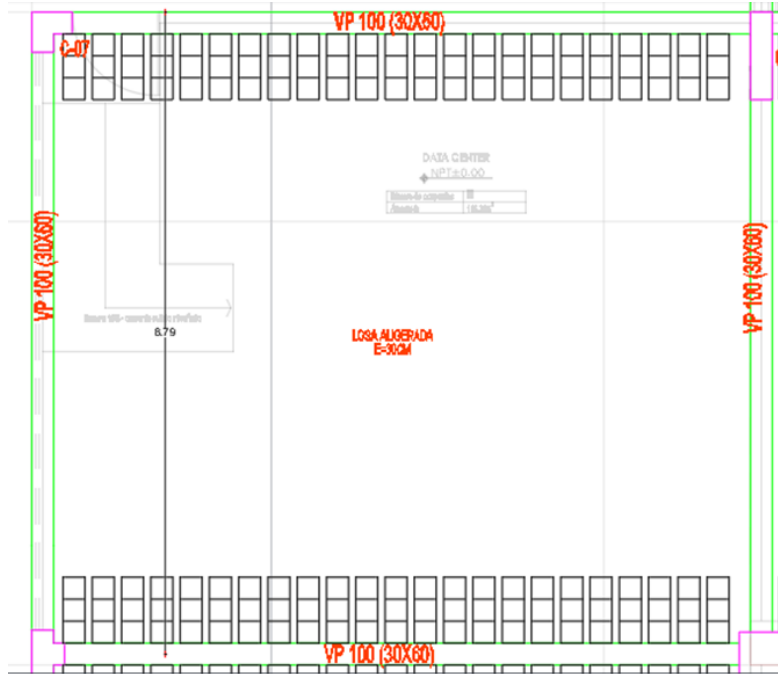 VP 100 (30X60)
C-07
DATA CENTER
NPT±0.00
VP 100 (30X60)
VP 100 (30X60)
8.79
LOSA ALIGERADA
E=30CM
VP 100 (30X60)